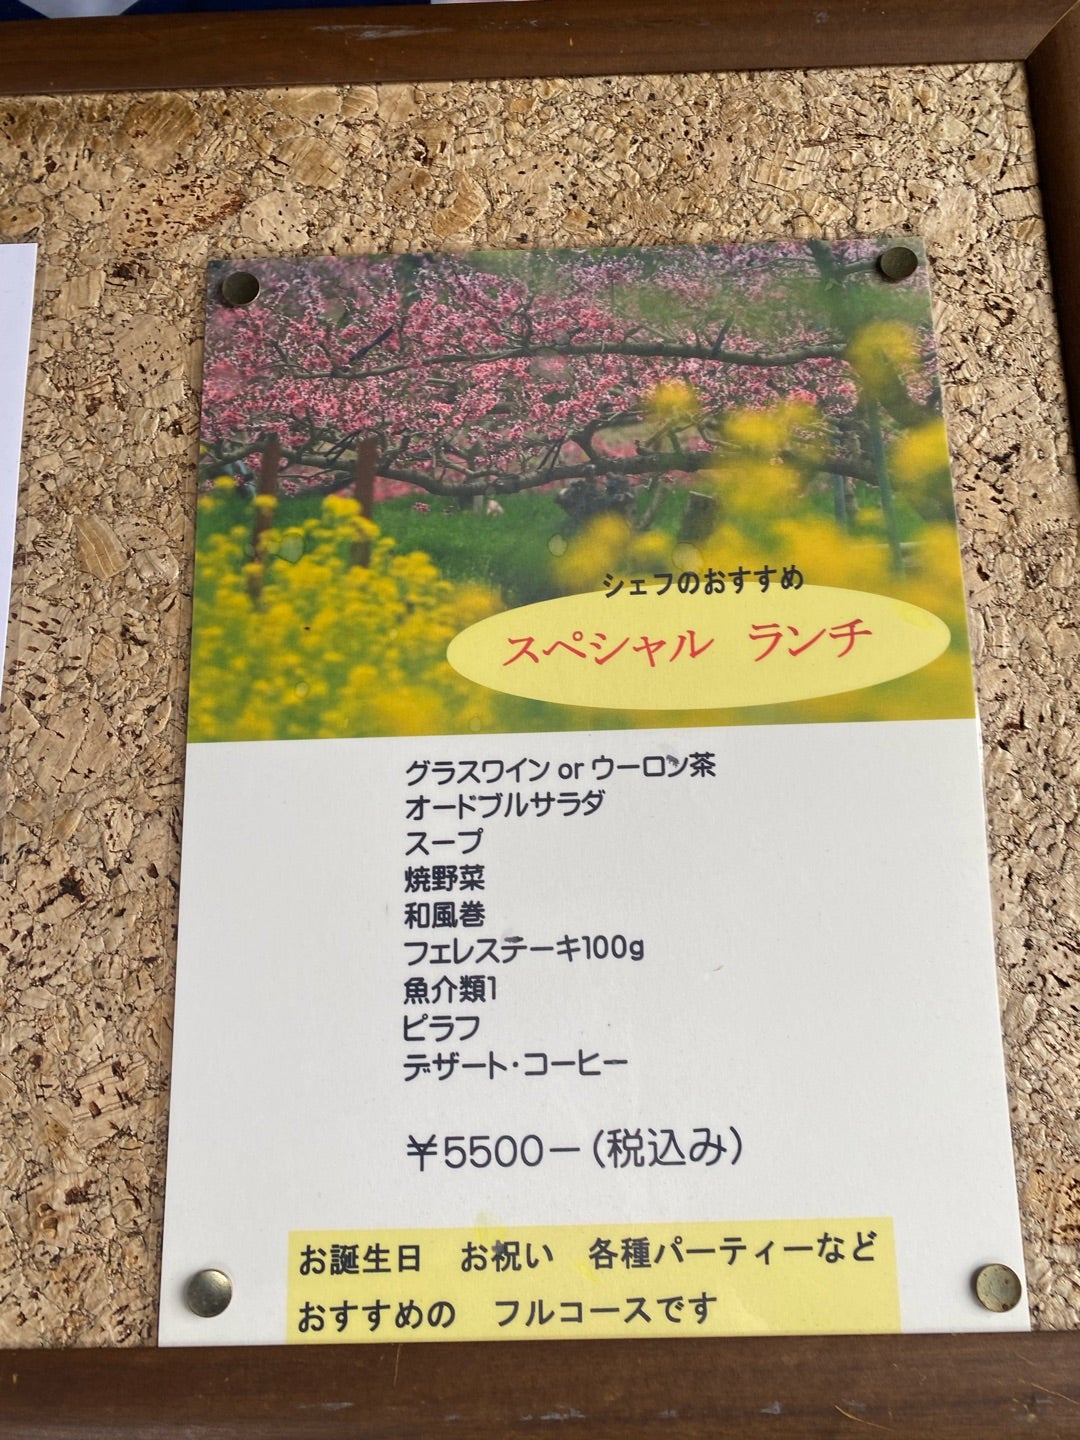 シェフのおすすめ
スペシャル ランチ
グラスワイン or ウーロン茶
オードブルサラダ
スープ
焼野菜
和風巻
フェレステーキ100g
魚介類1
ピラフ
デザート・コーヒー
￥5500－(税込み)
お誕生日 お祝い 各種パーティーなど
おすすめの フルコースです